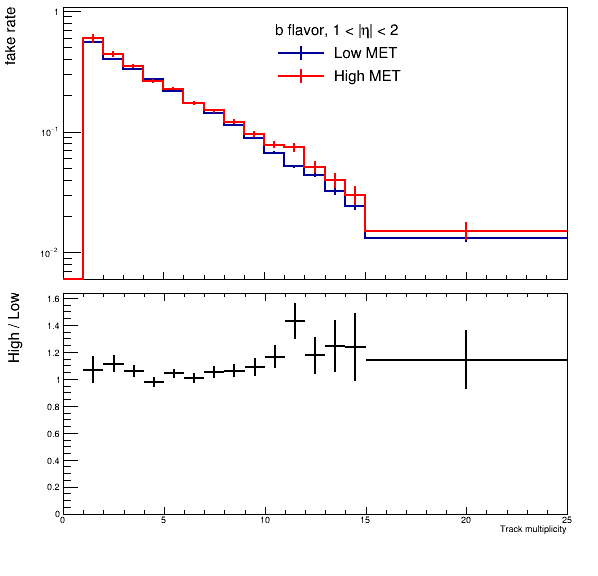 fake rate
b flavor, 1 < |η| < 2
Low MET
High MET
1
10⁻¹
10⁻²
High / Low
1.6
1.4
1.2
1
0.8
0.6
0.4
0.2
0
0 5 10 15 20 25
Track multiplicity